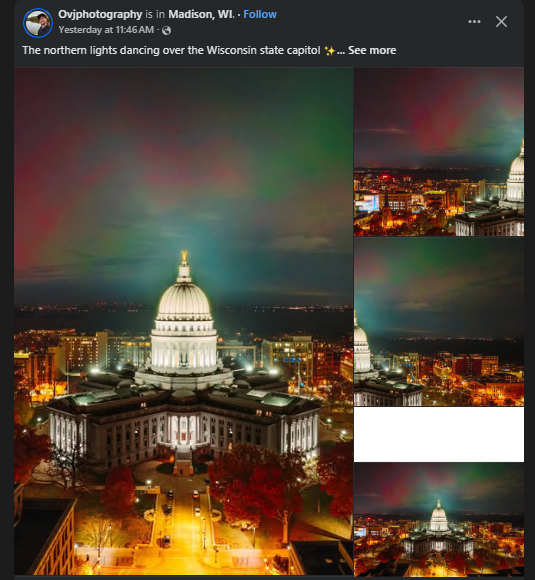 Ovjphotography is in Madison, WI. · Follow
Yesterday at 11:46 AM ·
The northern lights dancing over the Wisconsin state capitol ✨... See more